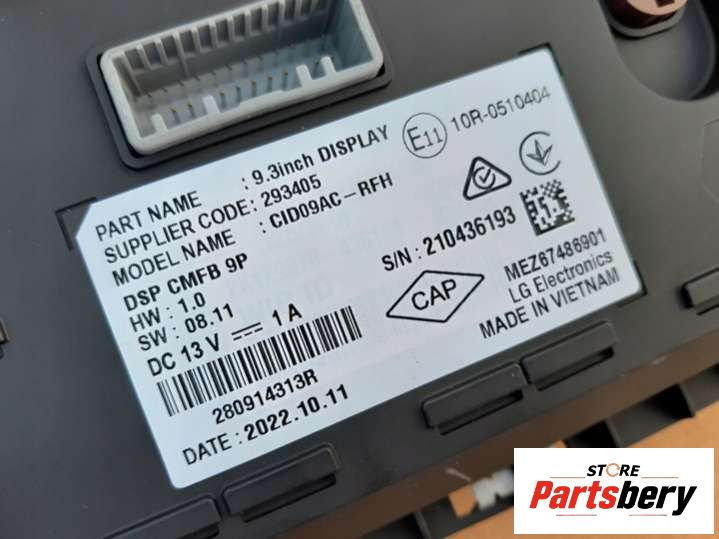 PART NAME : 9.3inch DISPLAY
SUPPLIER CODE: 293405
MODEL NAME : CID09AC-RFH
DSP CMFB 9P
HW : 1.0
SW : 08.11
DC 13 V ⎓ 1 A
280914313R
DATE : 2022.10.11
E11 10R-0510404
S/N : 210436193
CAP
MEZ67486901
LG Electronics
MADE IN VIETNAM
STORE
Partsbery